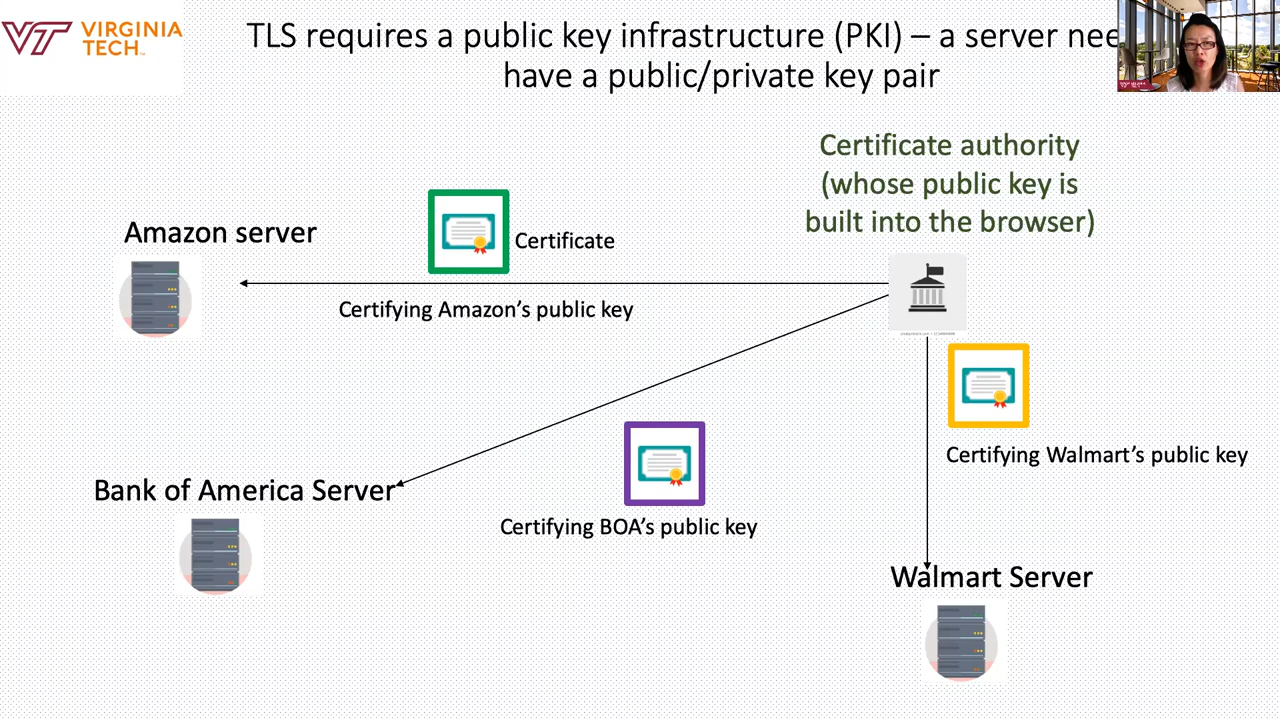 VIRGINIA
TECH
TLS requires a public key infrastructure (PKI) – a server
have a public/private key pair
Certificate authority
(whose public key is
built into the browser)
Amazon server
Certificate
Certifying Amazon's public key
Certifying Walmart's public key
Bank of America Server
Certifying BOA's public key
Walmart Server